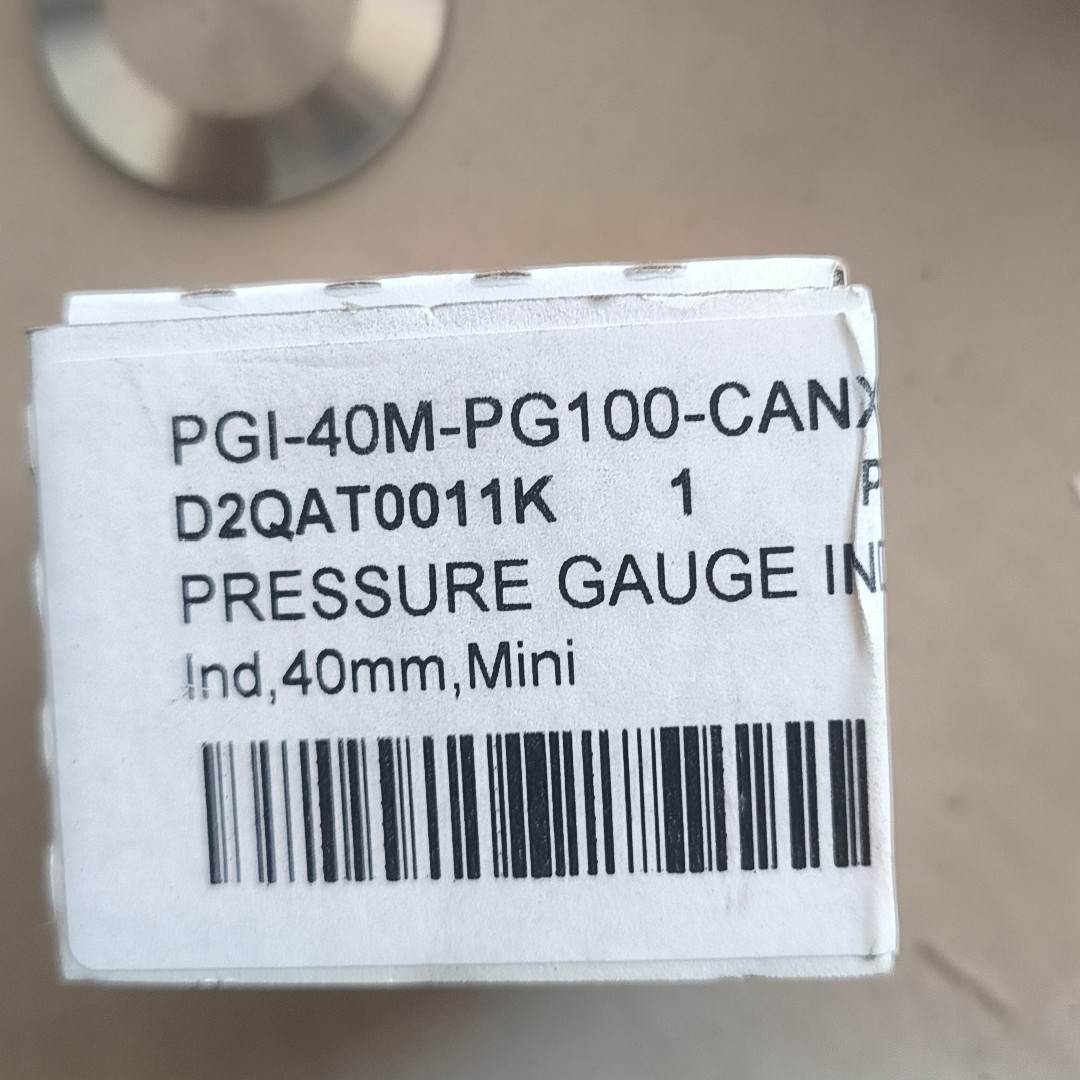 PGI-40M-PG100-CANX
D2QAT0011K 1 P
PRESSURE GAUGE IND
Ind,40mm,Mini